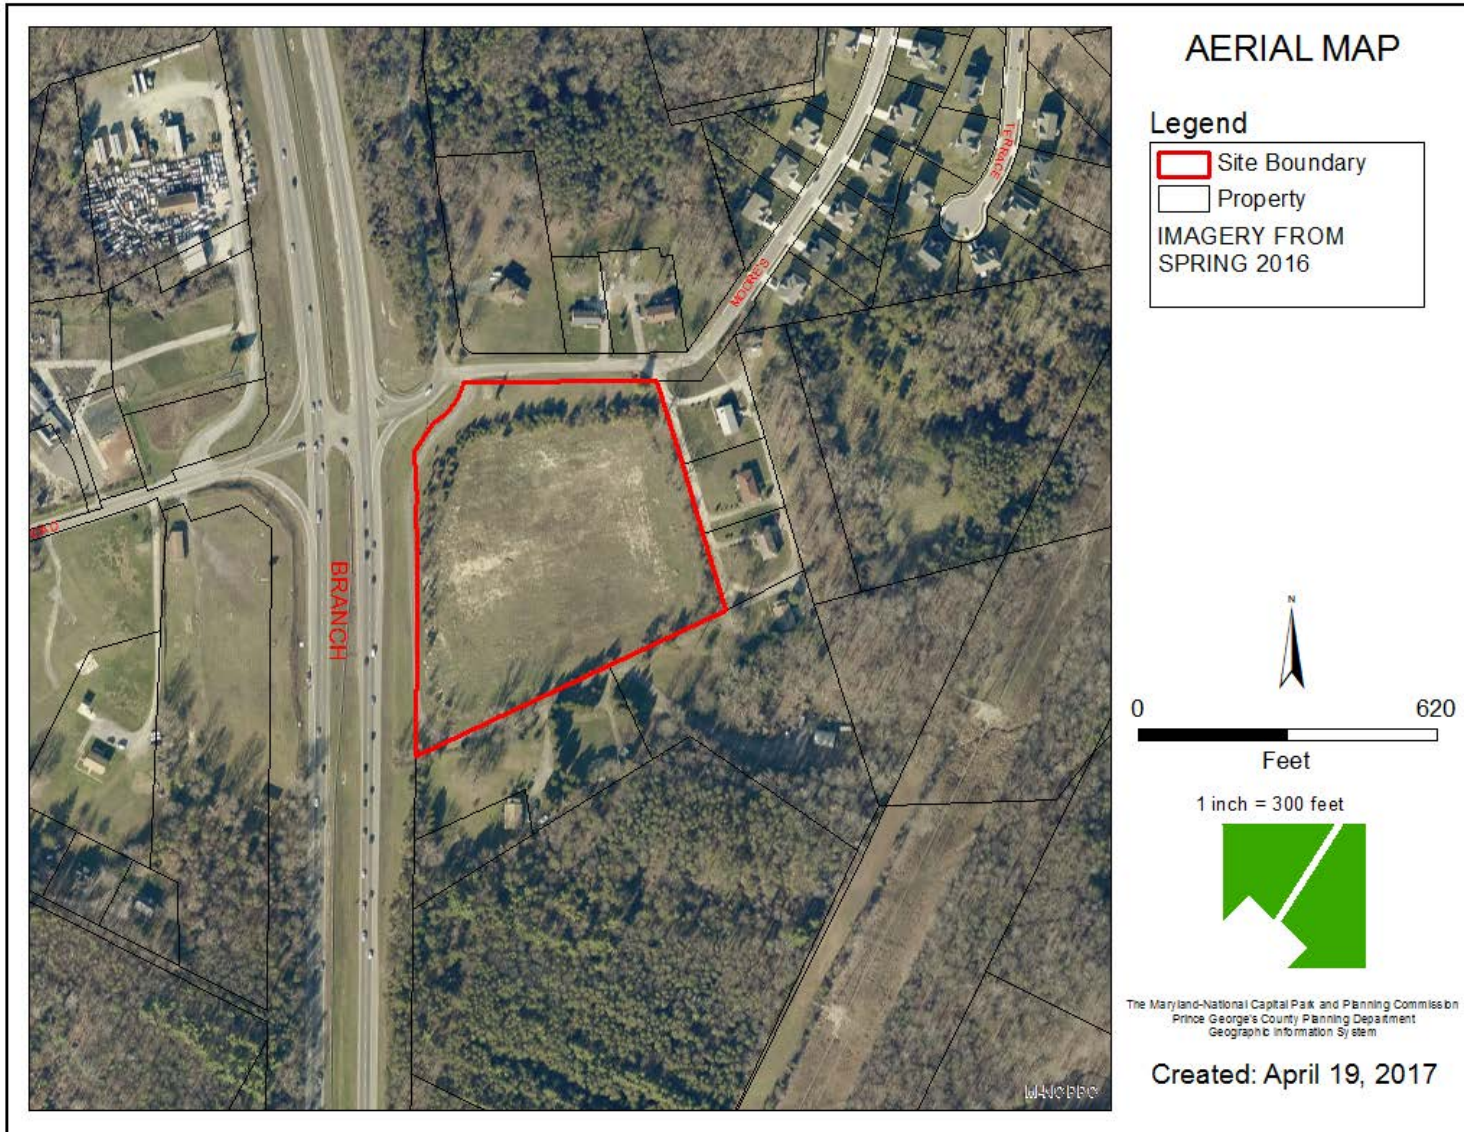 AERIAL MAP
Legend
Site Boundary
Property
IMAGERY FROM
SPRING 2016
TERRACE
MOORE'S
BRANCH
N
0 620
Feet
1 inch = 300 feet
The Maryland-National Capital Park and Planning Commission
Prince George's County Planning Department
Geographic Information System
Created: April 19, 2017
M-NCPPC